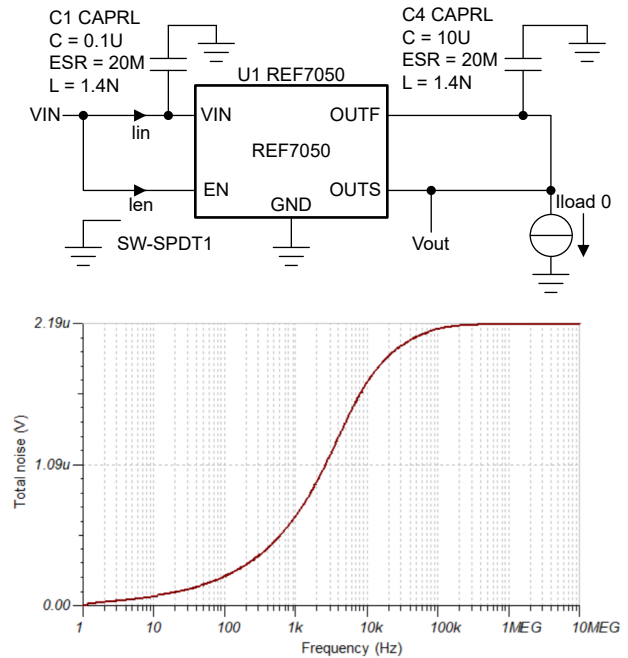 C1 CAPRL
C = 0.1U
ESR = 20M
L = 1.4N
C4 CAPRL
C = 10U
ESR = 20M
L = 1.4N
U1 REF7050
VIN
Iin
VIN
OUTF
REF7050
Ien
EN
OUTS
GND
SW-SPDT1
Vout
Iload 0
2.19u
1.09u
0.00
Total noise (V)
1
10
100
1k
10k
100k
1MEG
10MEG
Frequency (Hz)